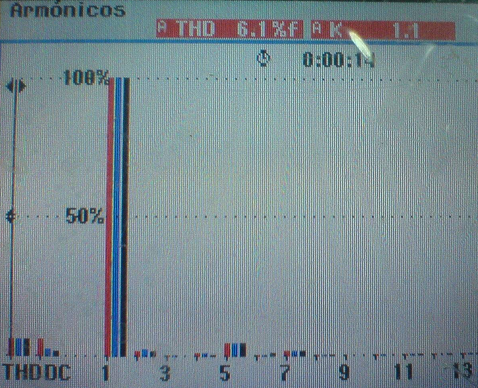 Armónicos
A THD 6.1%f A K 1.1
0:00:14
100%
50%
THD DC 1 3 5 7 9 11 13